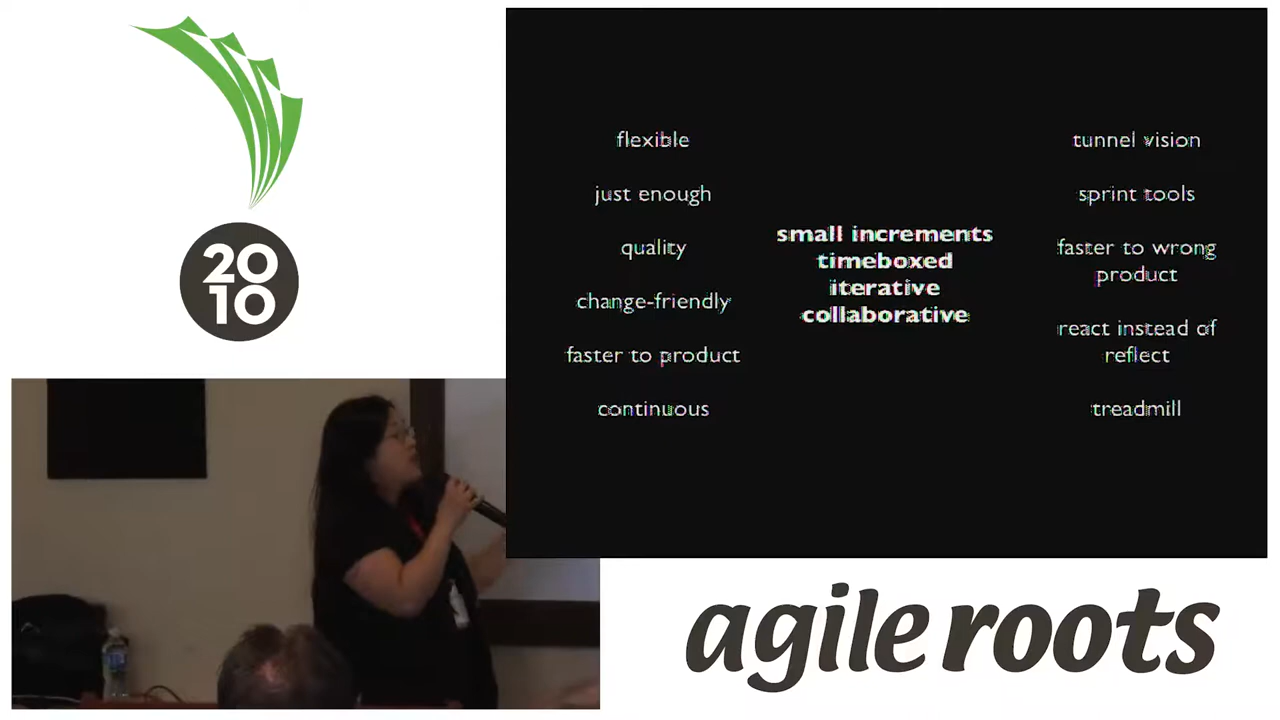 20
10
flexible
just enough
quality
change-friendly
faster to product
continuous
small increments
timeboxed
iterative
collaborative
tunnel vision
sprint tools
faster to wrong
product
react instead of
reflect
treadmill
agile roots